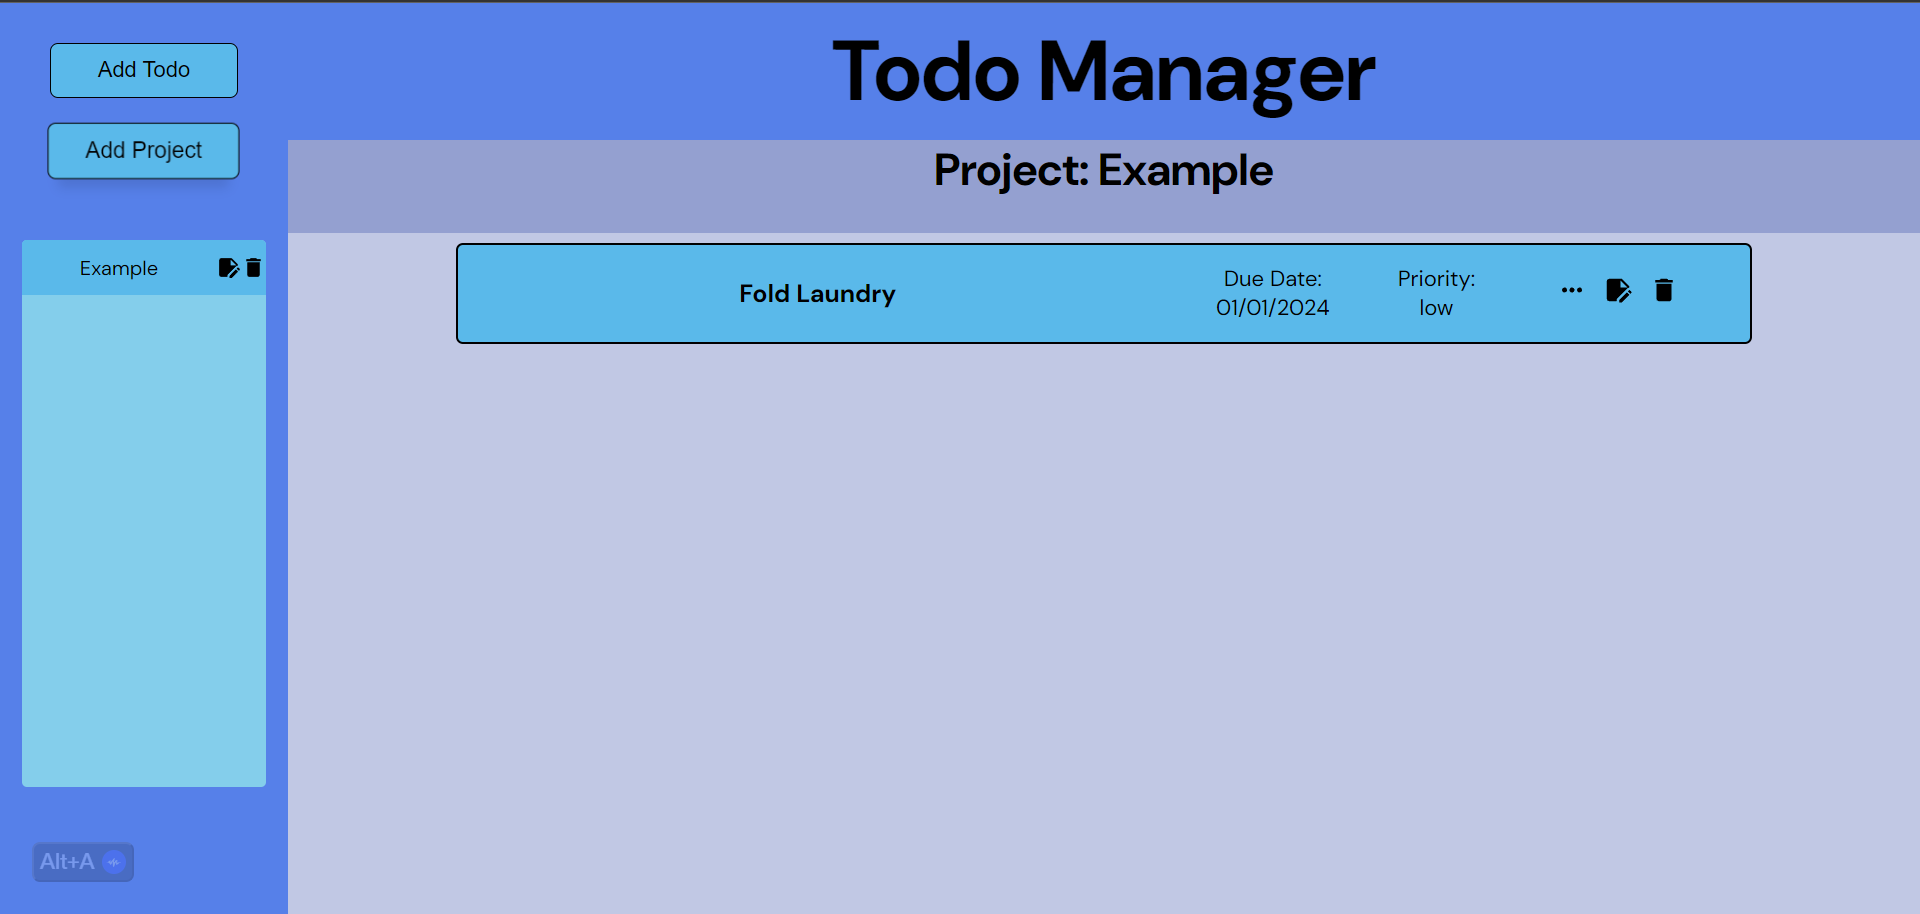 Add Todo
Add Project
Example
Alt+A
Todo Manager
Project: Example
Fold Laundry
Due Date:
01/01/2024
Priority:
low